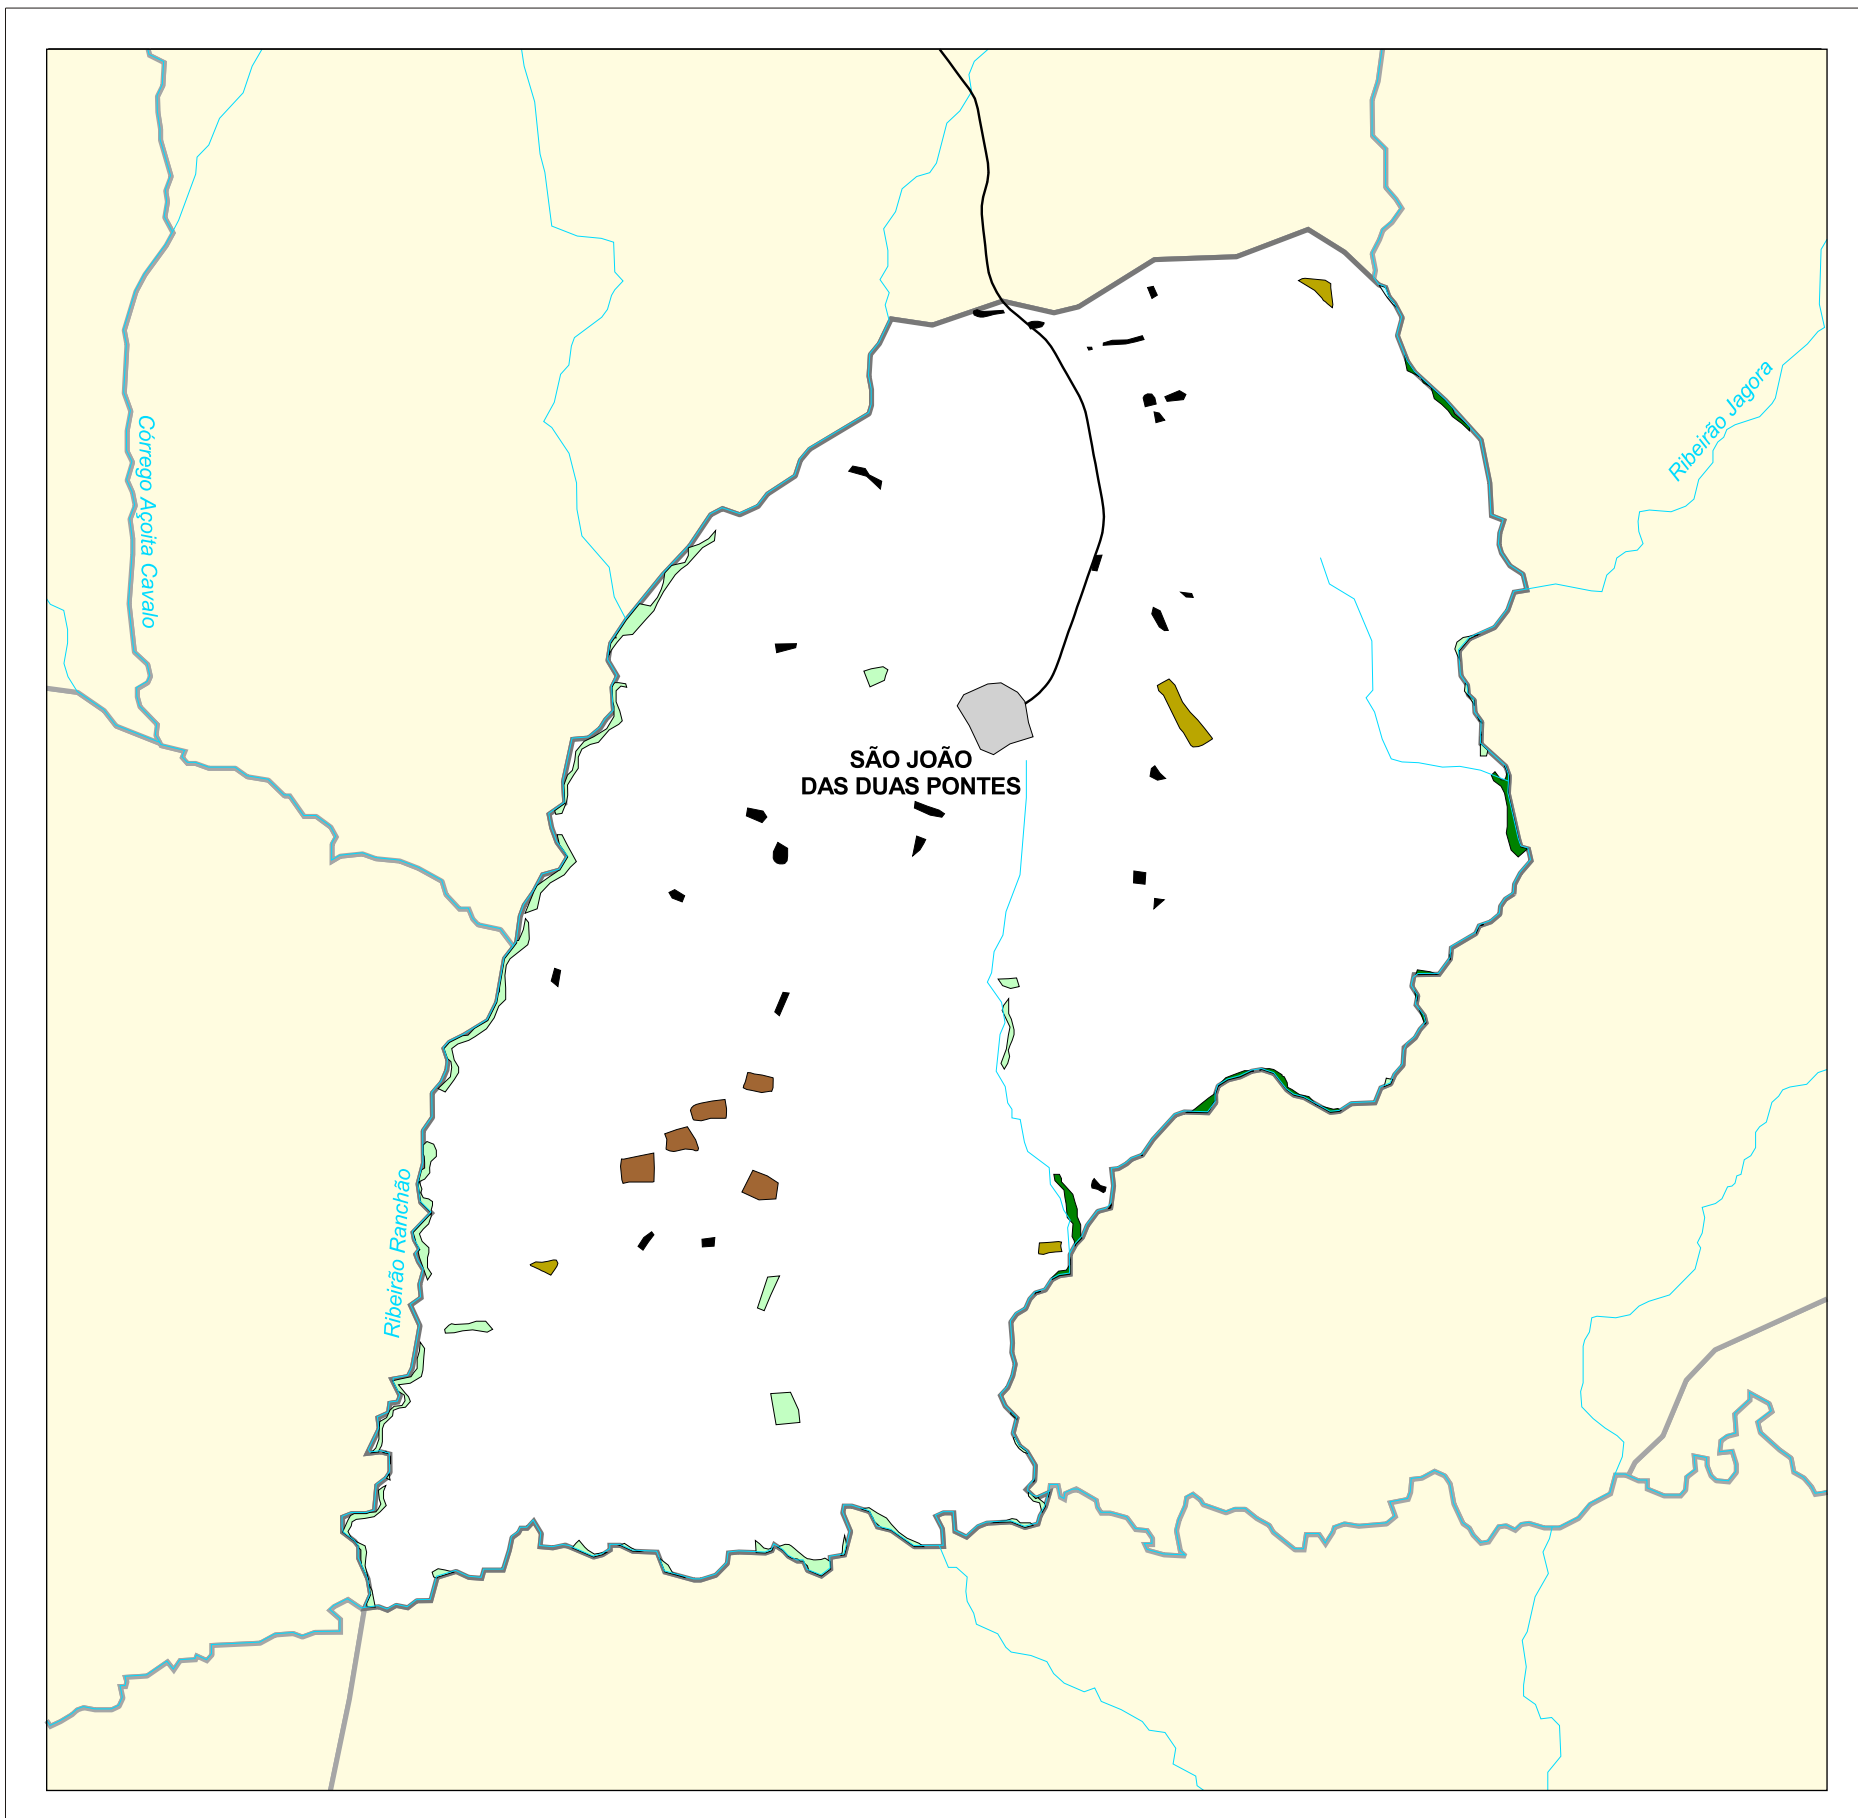 Córrego Açoita Cavalo
Ribeirão Jagora
SÃO JOÃO
DAS DUAS PONTES
Ribeirão Ranchão